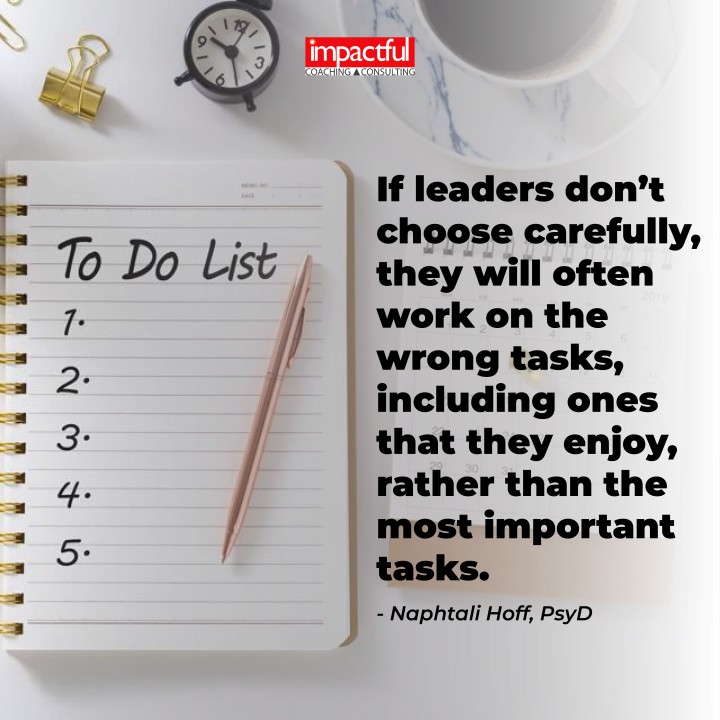 impactful
COACHING ▲ CONSULTING
MEMO NO.
DATE
To Do List
1.
2.
3.
4.
5.
If leaders don’t
choose carefully,
they will often
work on the
wrong tasks,
including ones
that they enjoy,
rather than the
most important
tasks.
- Naphtali Hoff, PsyD